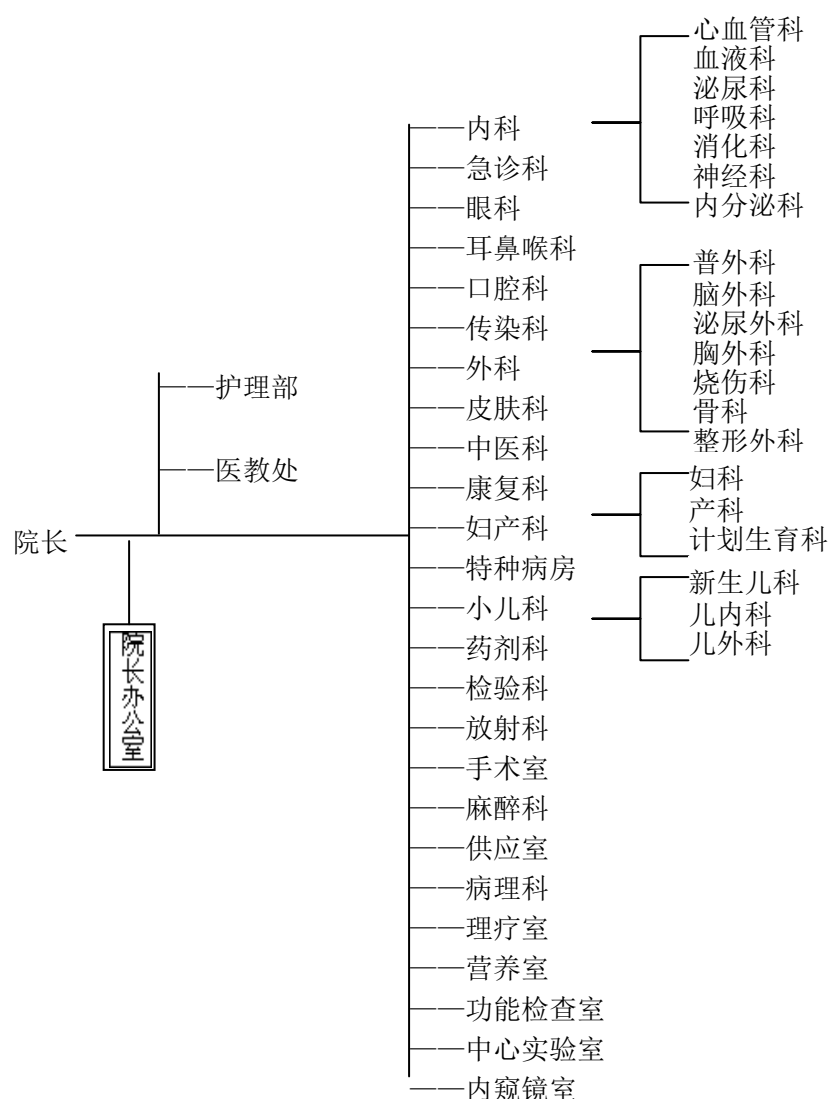 院长
院长办公室
护理部
医教处
内科
急诊科
眼科
耳鼻喉科
口腔科
传染科
外科
皮肤科
中医科
康复科
妇产科
特种病房
小儿科
药剂科
检验科
放射科
手术室
麻醉科
供应室
病理科
理疗室
营养室
功能检查室
中心实验室
内窥镜室
心血管科
血液科
泌尿科
呼吸科
消化科
神经科
内分泌科
普外科
脑外科
泌尿外科
胸外科
烧伤科
骨科
整形外科
妇科
产科
计划生育科
新生儿科
儿内科
儿外科